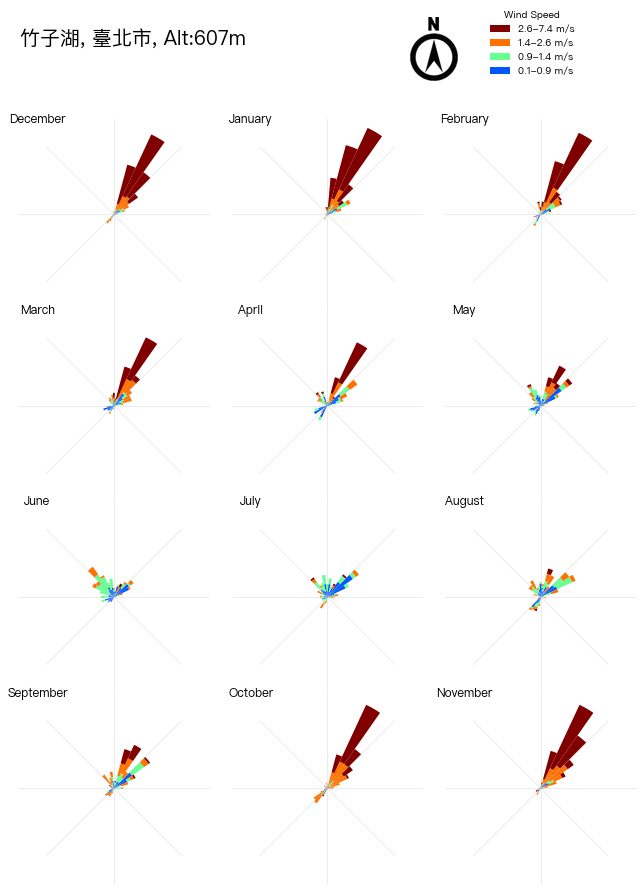 竹子湖, 臺北市, Alt:607m
N
Wind Speed
2.6–7.4 m/s
1.4–2.6 m/s
0.9–1.4 m/s
0.1–0.9 m/s
December
January
February
March
April
May
June
July
August
September
October
November